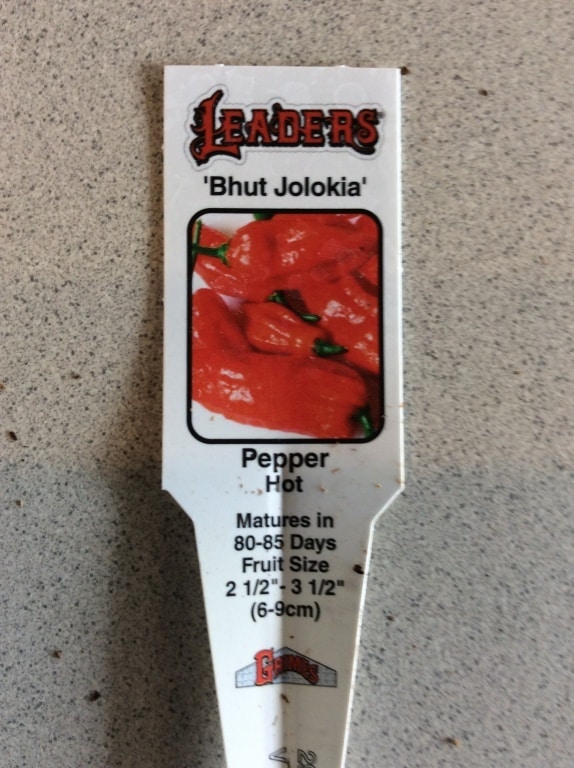 LEADERS
'Bhut Jolokia'
Pepper
Hot
Matures in
80-85 Days
Fruit Size
2 1/2"- 3 1/2"
(6-9cm)
GRIMES